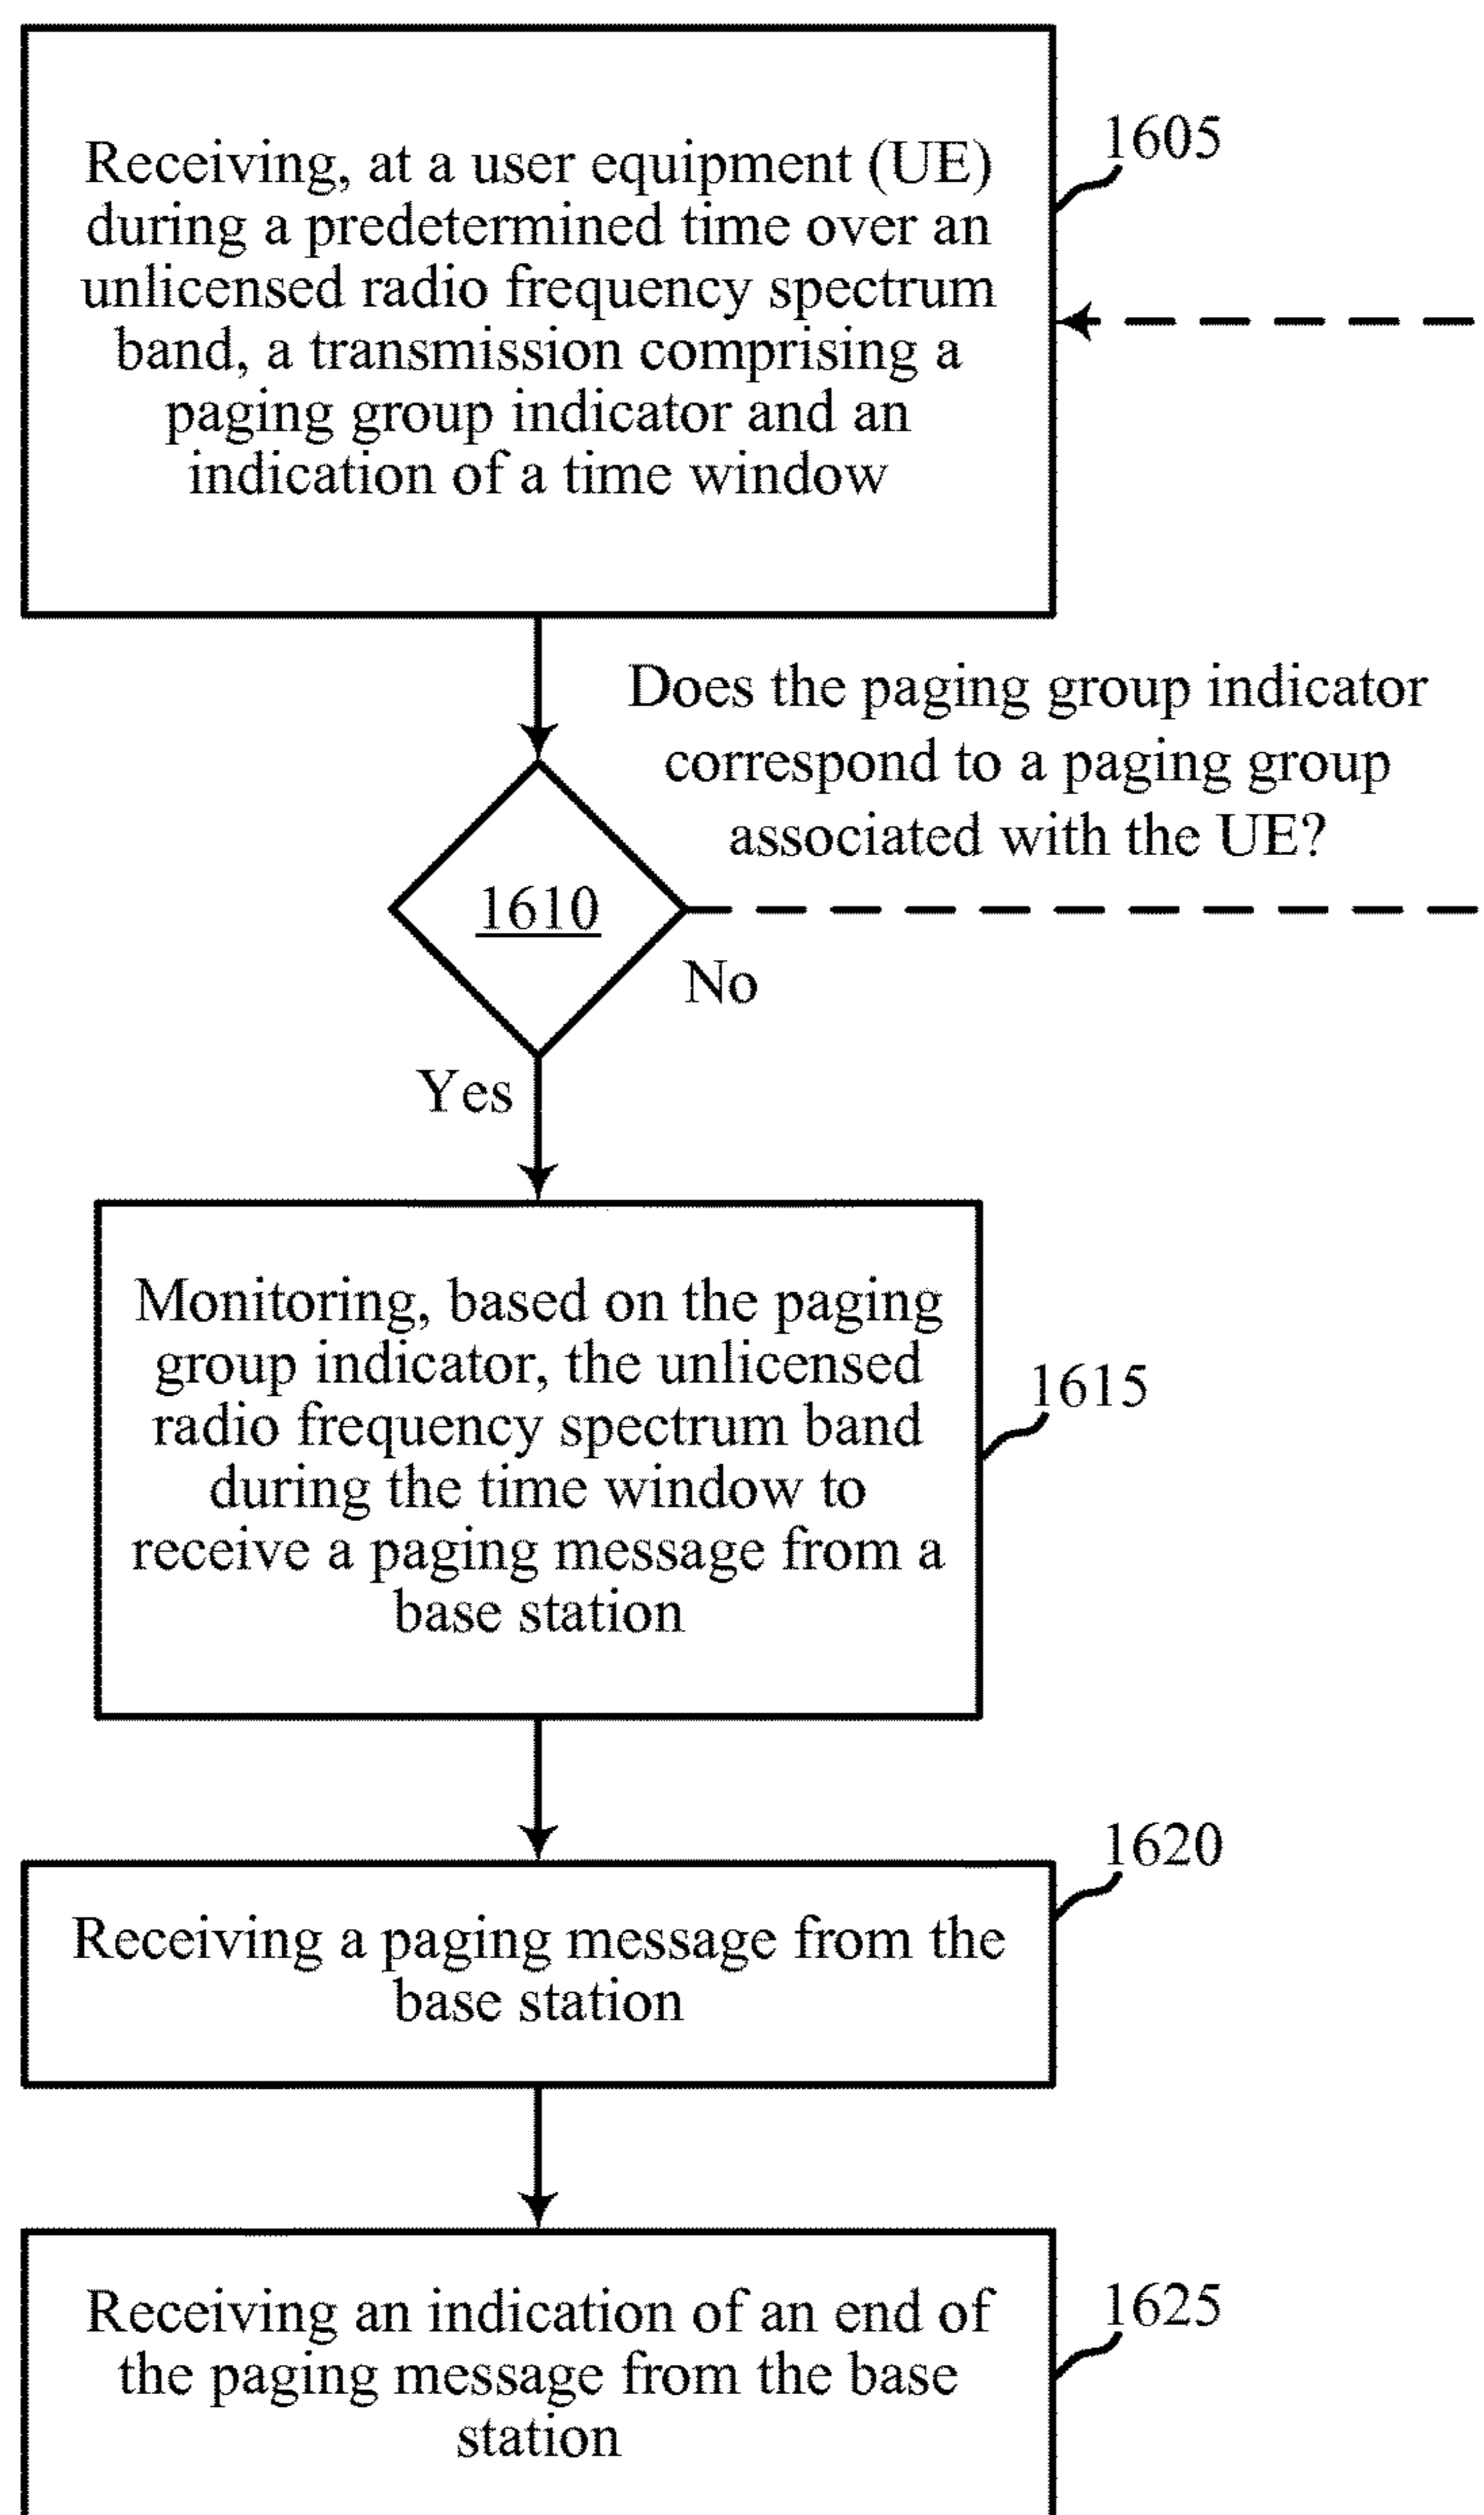 Receiving, at a user equipment (UE)
during a predetermined time over an
unlicensed radio frequency spectrum
band, a transmission comprising a
paging group indicator and an
indication of a time window
1605
Does the paging group indicator
correspond to a paging group
associated with the UE?
1610
No
Yes
Monitoring, based on the paging
group indicator, the unlicensed
radio frequency spectrum band
during the time window to
receive a paging message from a
base station
1615
Receiving a paging message from the
base station
1620
Receiving an indication of an end of
the paging message from the base
station
1625